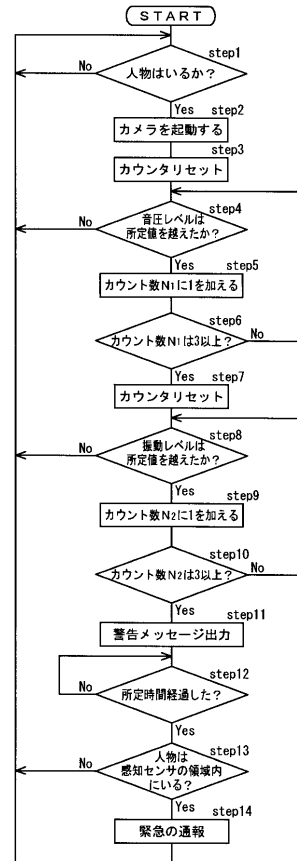 START
step1
人物はいるか？
No
Yes
step2
カメラを起動する
step3
カウンタリセット
step4
音圧レベルは
所定値を越えたか？
No
Yes
step5
カウント数N1に1を加える
step6
カウント数N1は3以上？
No
Yes
step7
カウンタリセット
step8
振動レベルは
所定値を越えたか？
No
Yes
step9
カウント数N2に1を加える
step10
カウント数N2は3以上？
No
Yes
step11
警告メッセージ出力
step12
所定時間経過した？
No
Yes
step13
人物は
感知センサの領域内
にいる？
No
Yes
step14
緊急の通報